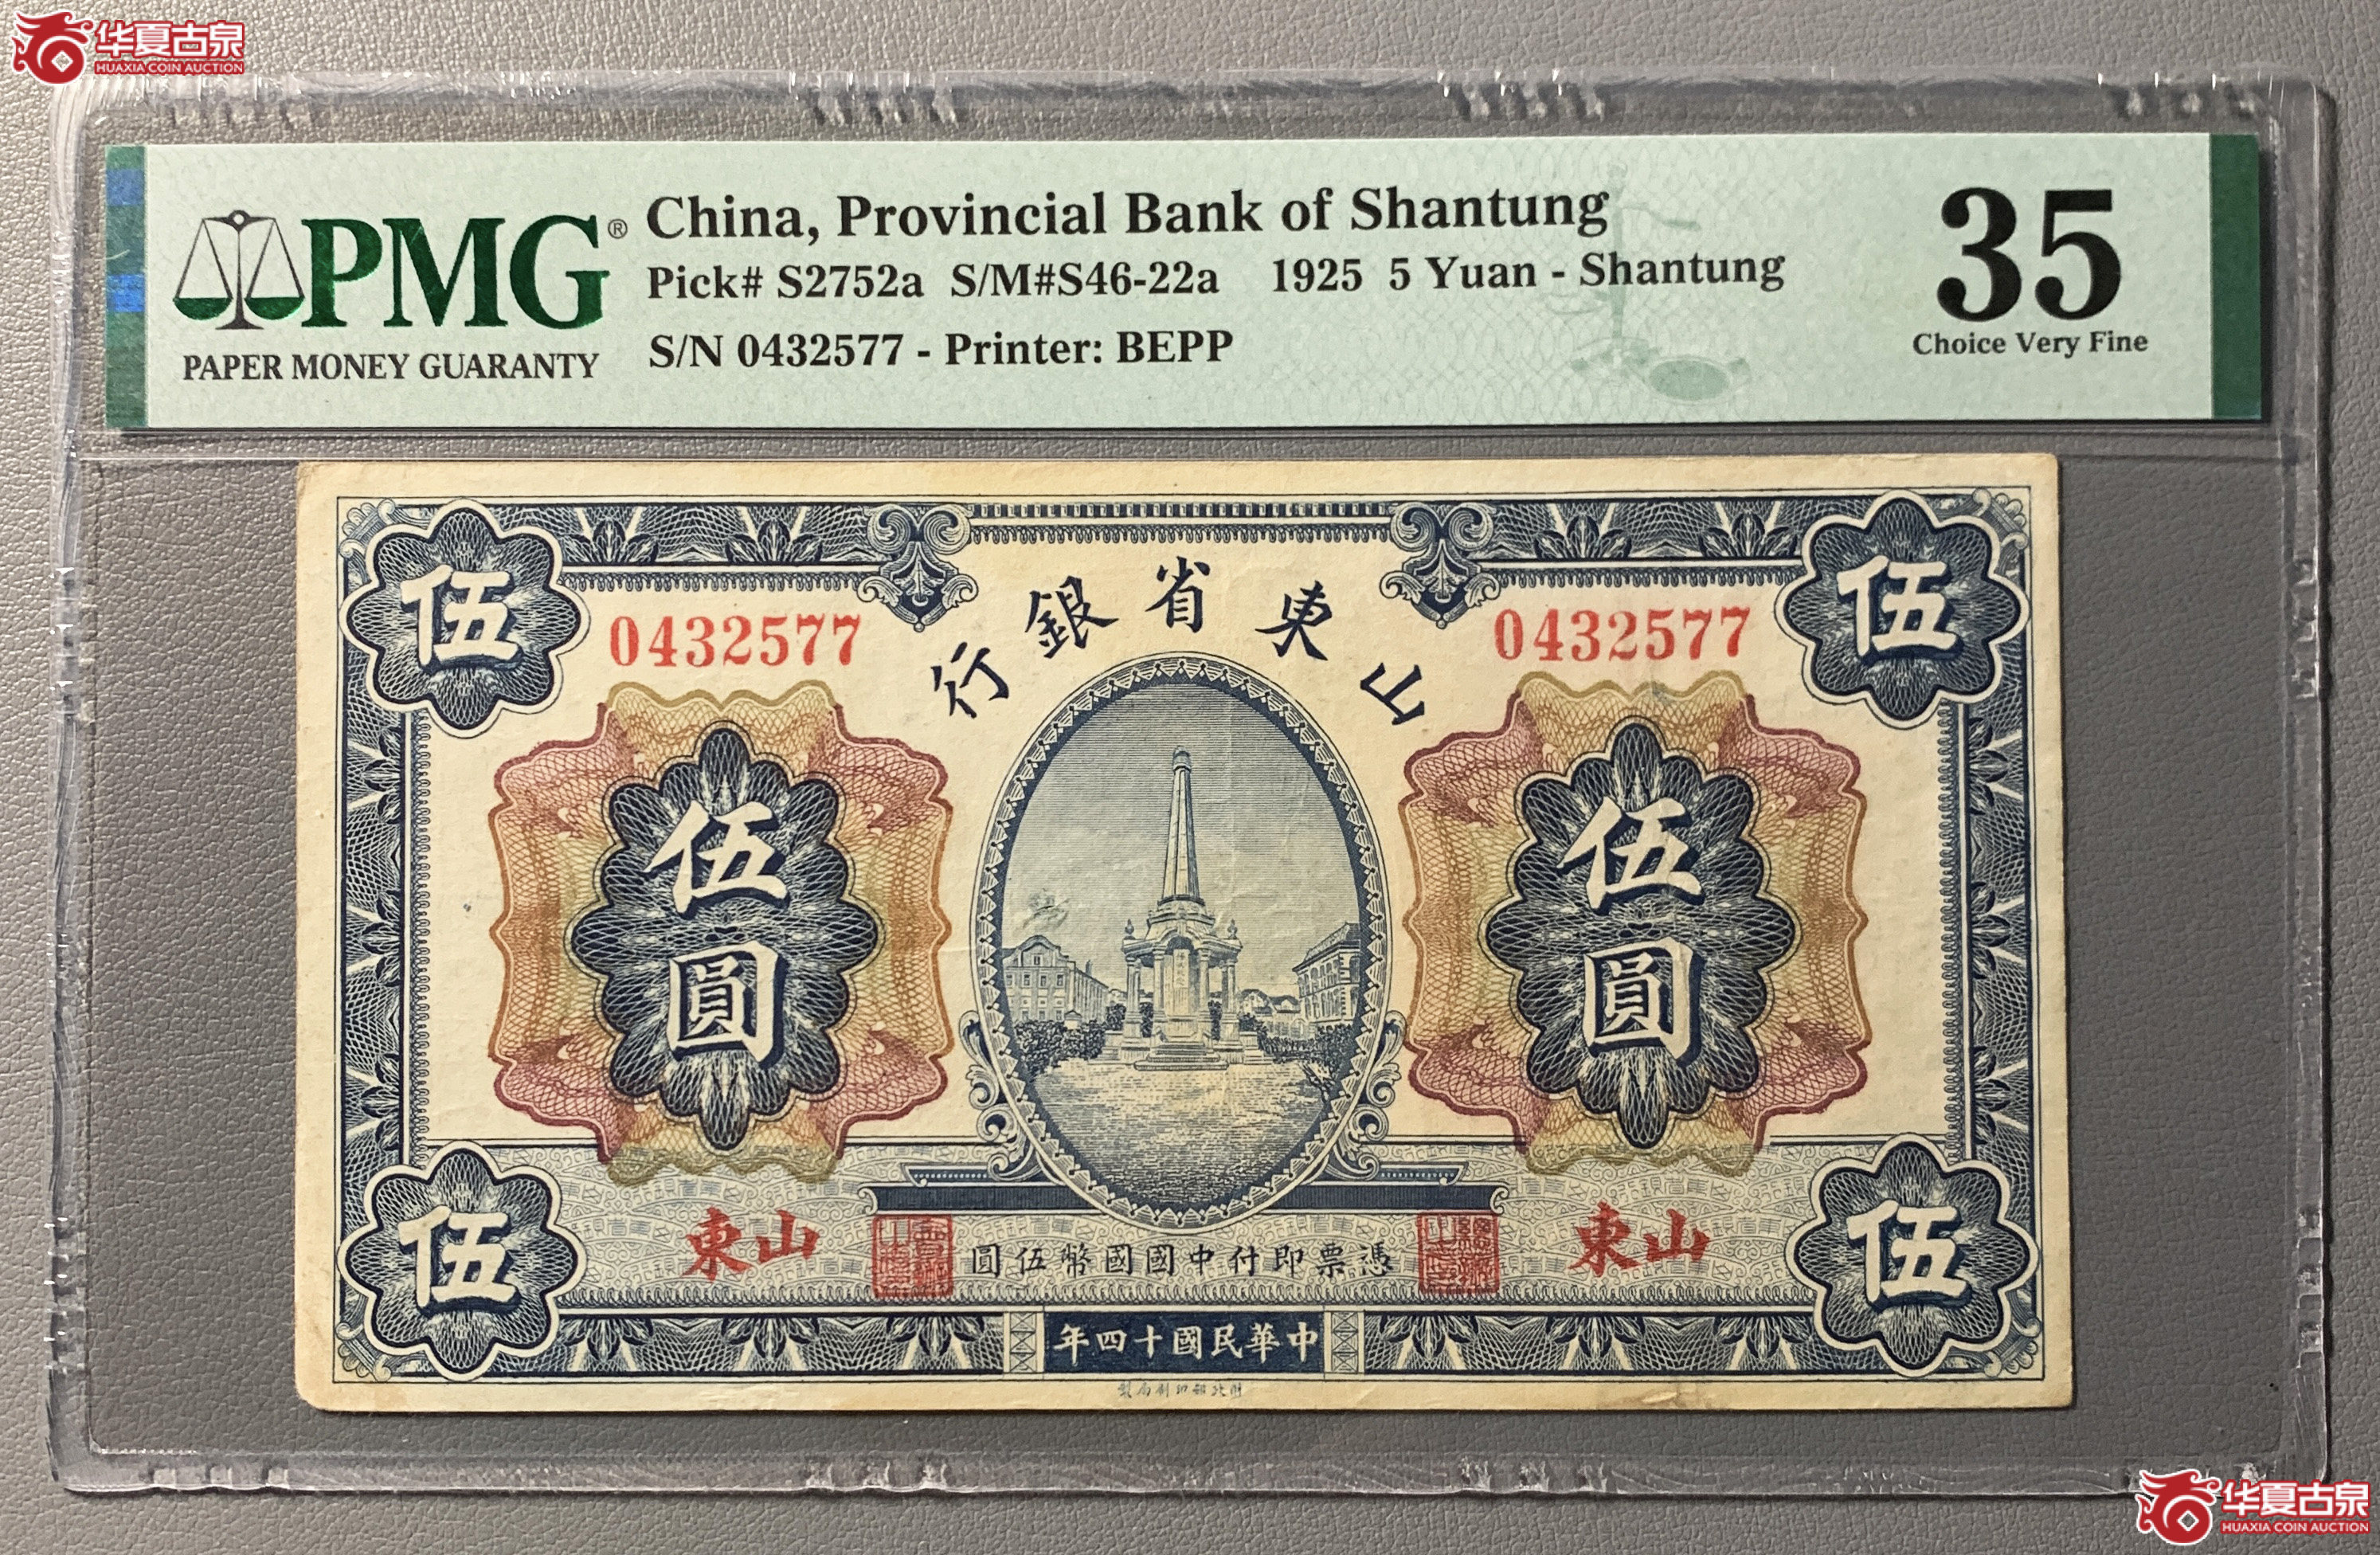 华夏古泉
HUAXIA COIN AUCTION
PMG®
PAPER MONEY GUARANTY
China, Provincial Bank of Shantung
Pick# S2752a S/M#S46-22a 1925 5 Yuan - Shantung
S/N 0432577 - Printer: BEPP
35
Choice Very Fine
伍
伍
山東省銀行
0432577
0432577
伍圓
伍圓
山東
山東
憑票即付中國國幣伍圓
伍
伍
中華民國十四年
华夏古泉
HUAXIA COIN AUCTION